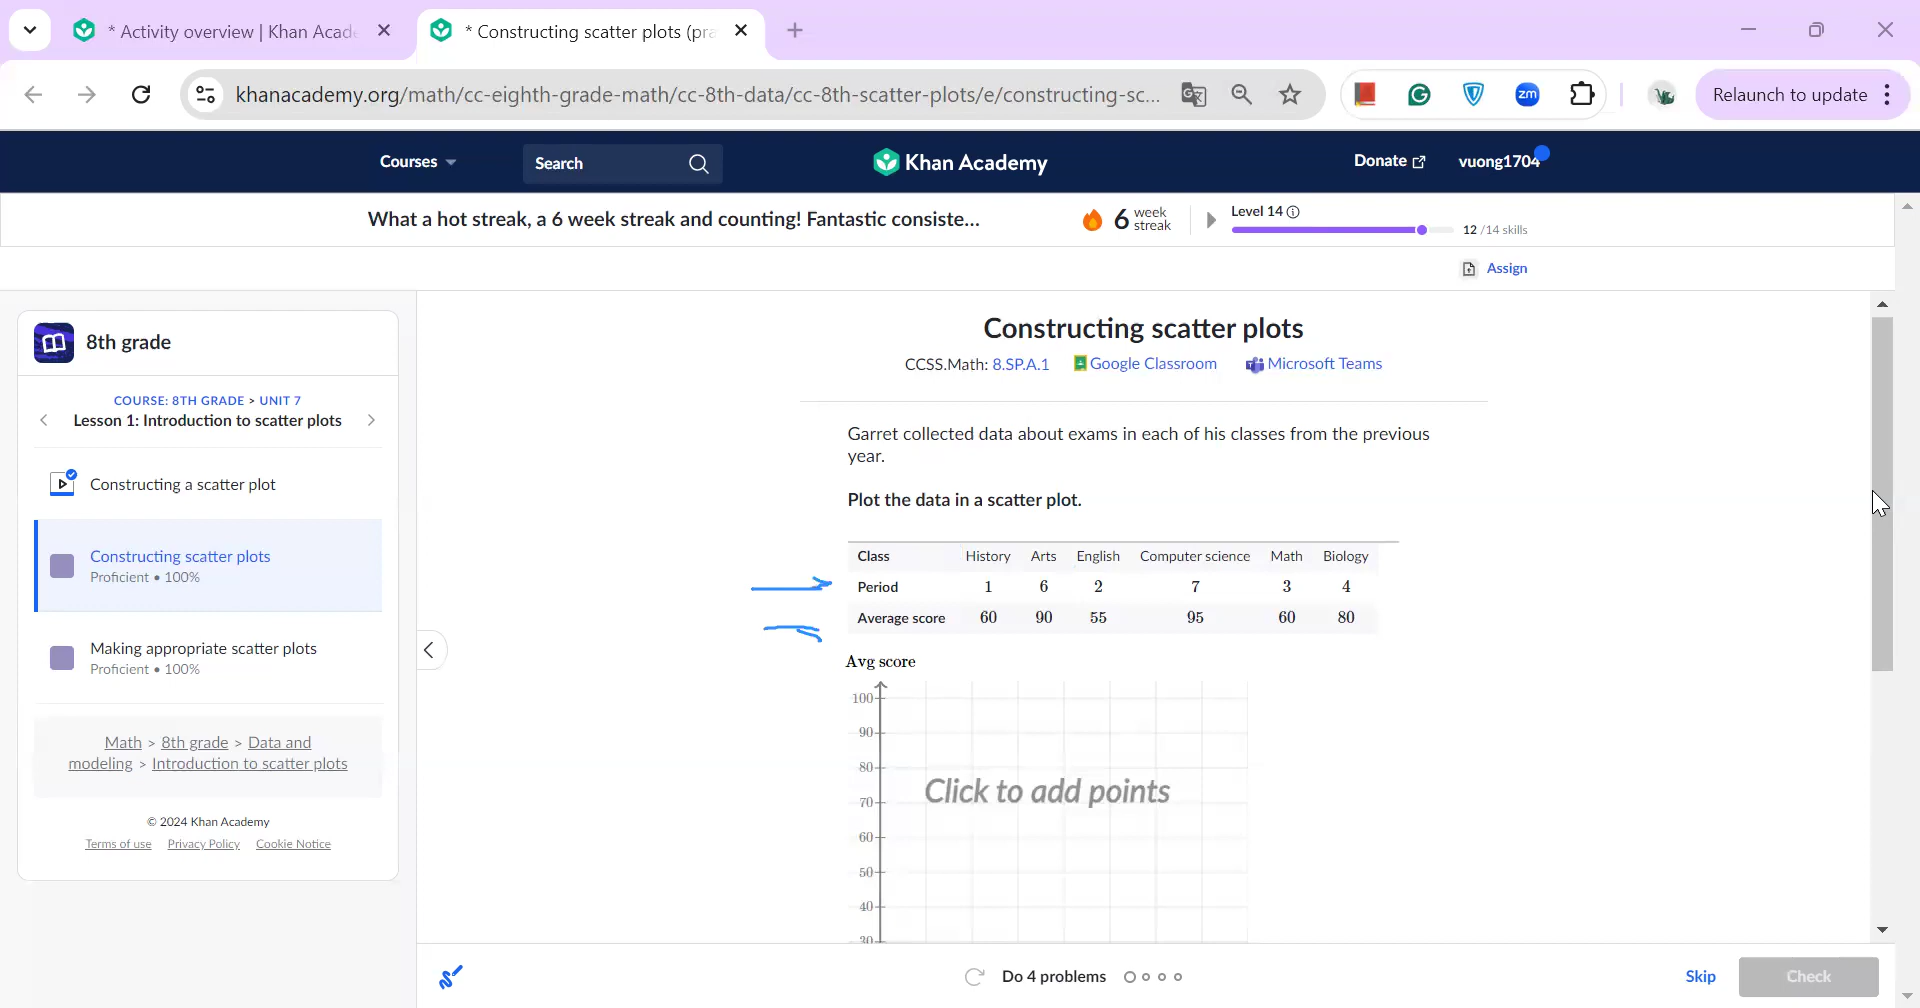 * Activity overview | Khan Acade
* Constructing scatter plots (pra
khanacademy.org/math/cc-eighth-grade-math/cc-8th-data/cc-8th-scatter-plots/e/constructing-sc...
zm
Relaunch to update
Courses
Search
Khan Academy
Donate
vuong1704
What a hot streak, a 6 week streak and counting! Fantastic consiste...
6 week streak
Level 14
12 /14 skills
Assign
8th grade
COURSE: 8TH GRADE > UNIT 7
Lesson 1: Introduction to scatter plots
Constructing a scatter plot
Constructing scatter plots
Proficient • 100%
Making appropriate scatter plots
Proficient • 100%
Math > 8th grade > Data and
modeling > Introduction to scatter plots
© 2024 Khan Academy
Terms of use Privacy Policy Cookie Notice
Constructing scatter plots
CCSS.Math: 8.SP.A.1 Google Classroom Microsoft Teams
Garret collected data about exams in each of his classes from the previous
year.
Plot the data in a scatter plot.
Class History Arts English Computer science Math Biology
Period 1 6 2 7 3 4
Average score 60 90 55 95 60 80
Avg score
100
90
80
Click to add points
70
60
50
40
30
Do 4 problems
Skip
Check